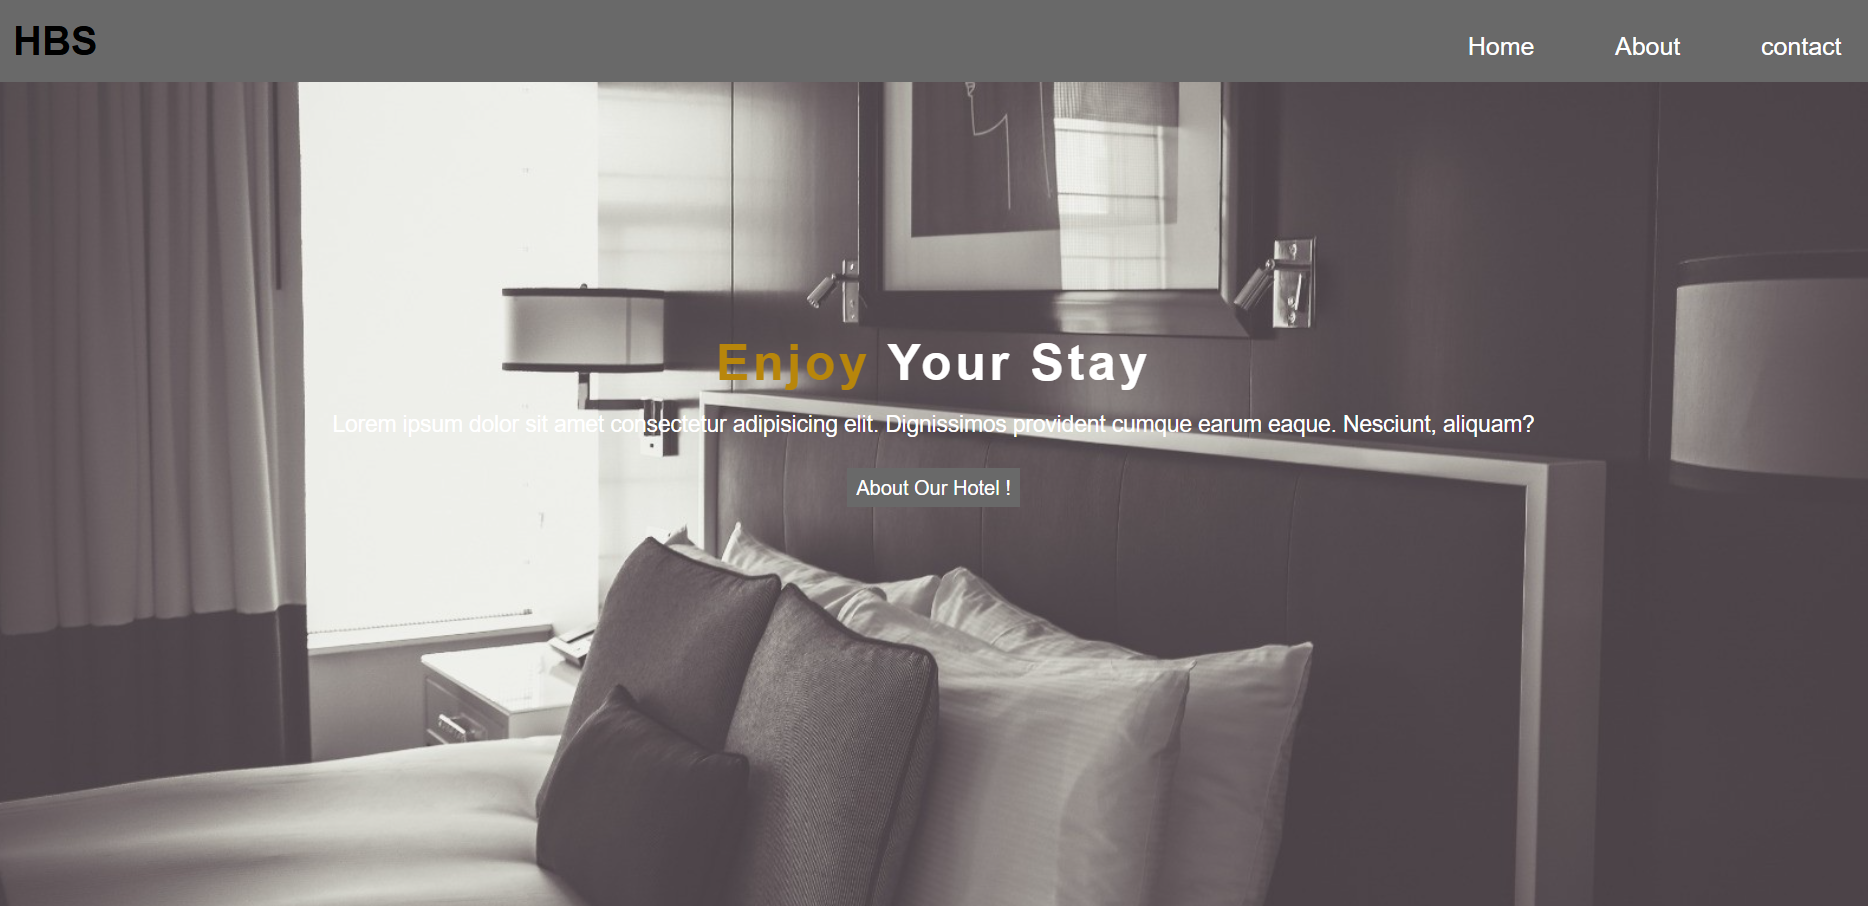 HBS
Home About contact
Enjoy Your Stay
Lorem ipsum dolor sit amet consectetur adipisicing elit. Dignissimos provident cumque earum eaque. Nesciunt, aliquam?
About Our Hotel !